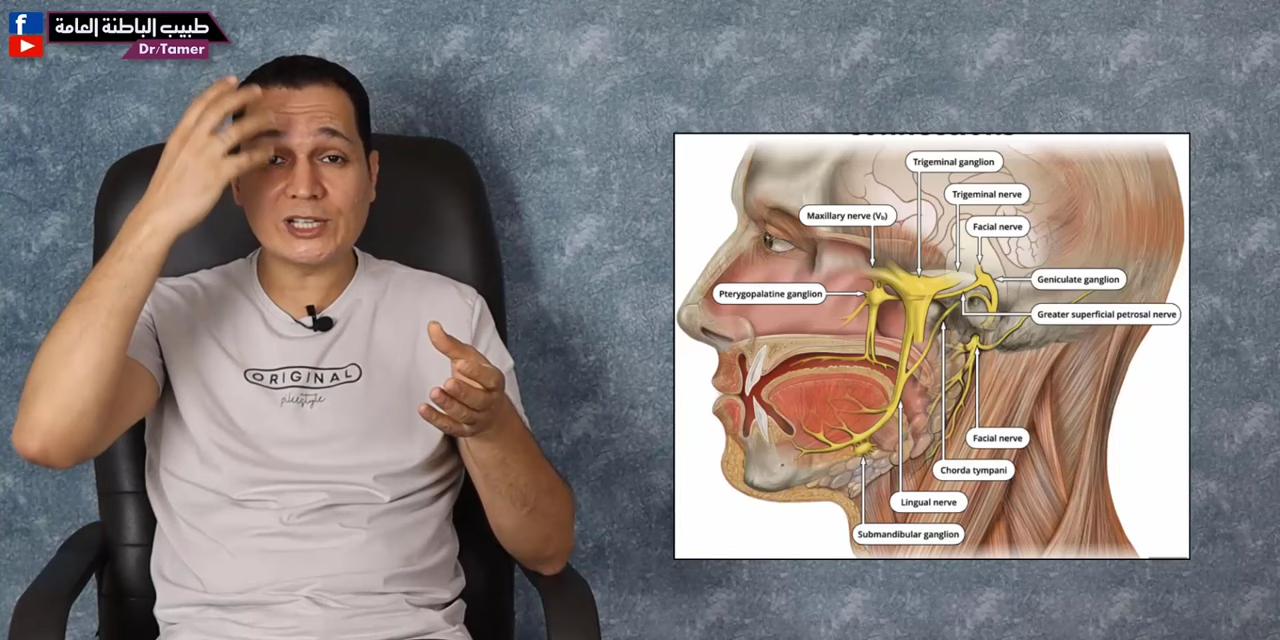 طبيب الباطنة العامة
Dr/Tamer
ORIGINAL
Trigeminal ganglion
Trigeminal nerve
Maxillary nerve (V₂)
Facial nerve
Geniculate ganglion
Pterygopalatine ganglion
Greater superficial petrosal nerve
Facial nerve
Chorda tympani
Lingual nerve
Submandibular ganglion